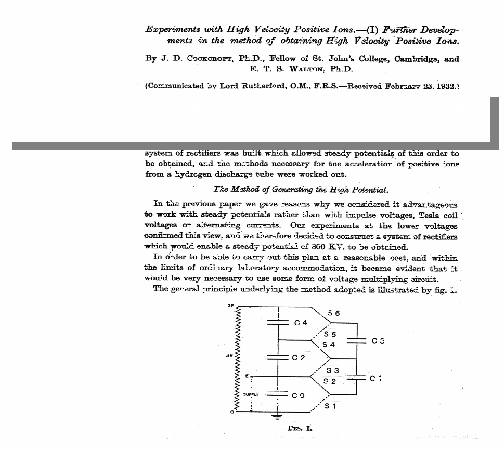 Experiments with High Velocity Positive Ions.—(I) Further Develop-
ments in the method of obtaining High Velocity Positive Ions.
By J. D. COCKCROFT, Ph.D., Fellow of St. John's College, Cambridge, and
E. T. S. WALTON, Ph.D.
(Communicated by Lord Rutherford, O.M., F.R.S.—Received February 23, 1932.)
system of rectifiers was built which allowed steady potentials of this order to
be obtained, and the methods necessary for the acceleration of positive ions
from a hydrogen discharge tube were worked out.
The Method of Generating the High Potential.
In the previous paper we gave reasons why we considered it advantageous
to work with steady potentials rather than with impulse voltages, Tesla coil
voltages or alternating currents. Our experiments at the lower voltages
confirmed this view, and we therefore decided to construct a system of rectifiers
which would enable a steady potential of 800 KV. to be obtained.
In order to be able to carry out this plan at a reasonable cost, and within
the limits of ordinary laboratory accommodation, it became evident that it
would be very necessary to use some form of voltage multiplying circuit.
The general principle underlying the method adopted is illustrated by fig. 1.
S 6
C 4
S 5
C 3
S 4
C 2
S 3
E
S 2
C 1
SUPPLY
C 0
S 1
O
FIG. 1.